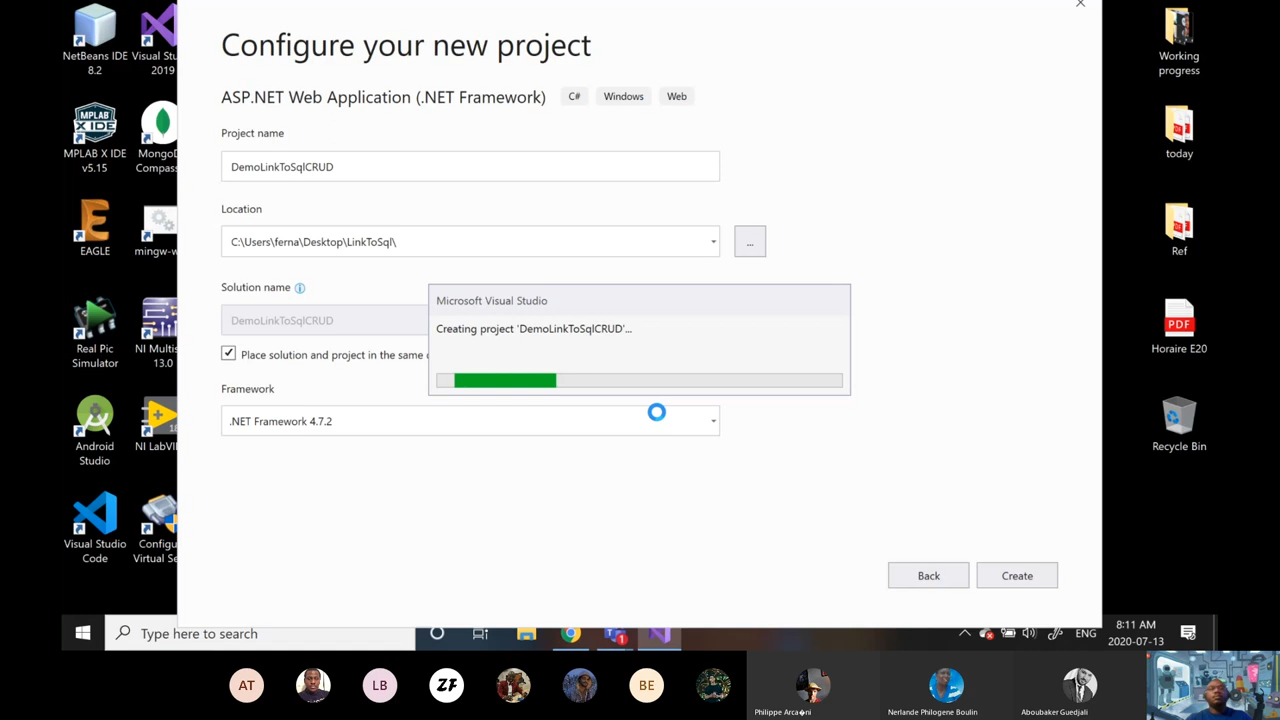 Configure your new project
ASP.NET Web Application (.NET Framework) C# Windows Web
Project name
DemoLinkToSqlCRUD
Location
C:\Users\ferna\Desktop\LinkToSql\
...
Solution name
DemoLinkToSqlCRUD
Place solution and project in the same
Framework
.NET Framework 4.7.2
Microsoft Visual Studio
Creating project 'DemoLinkToSqlCRUD'...
Back
Create
NetBeans IDE
8.2
Visual Stu
2019
MPLAB X IDE
v5.15
MongoD
Compass
EAGLE
mingw-w
Real Pic
Simulator
NI Multis
13.0
Android
Studio
NI LabVI
Visual Studio
Code
Config
Virtual Se
Working
progress
today
Ref
PDF
Horaire E20
Recycle Bin
Type here to search
ENG
8:11 AM
2020-07-13
AT
LB
ZF
BE
Philippe Arca�ni
Nerlande Philogene Boulin
Aboubaker Guedjali